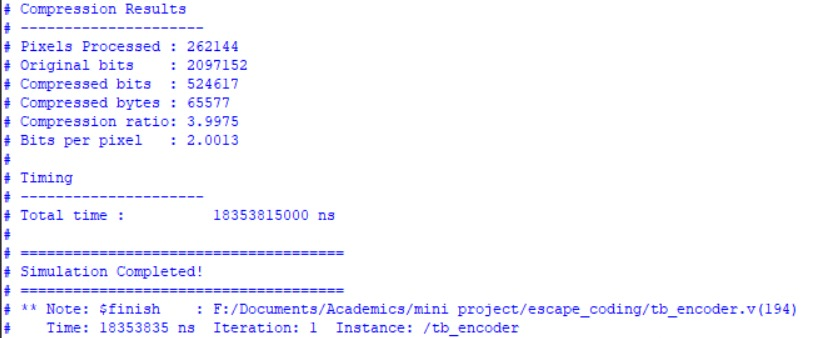 # Compression Results
# ---------------------
# Pixels Processed : 262144
# Original bits    : 2097152
# Compressed bits  : 524617
# Compressed bytes : 65577
# Compression ratio: 3.9975
# Bits per pixel   : 2.0013
#
# Timing
# ---------------------
# Total time :          18353815000 ns
#
# =====================================
# Simulation Completed!
# =====================================
# ** Note: $finish    : F:/Documents/Academics/mini project/escape_coding/tb_encoder.v(194)
#    Time: 18353835 ns  Iteration: 1  Instance: /tb_encoder